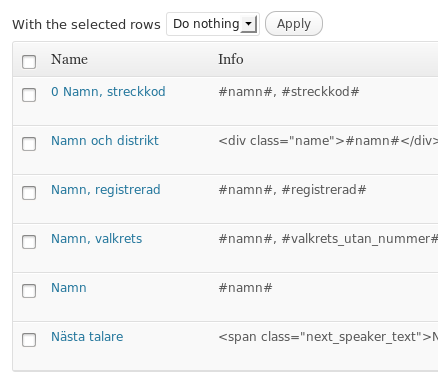 With the selected rows Do nothing Apply
Name Info
0 Namn, streckkod #namn#, #streckkod#
Namn och distrikt <div class="name">#namn#</div>
Namn, registrerad #namn#, #registrerad#
Namn, valkrets #namn#, #valkrets_utan_nummer#
Namn #namn#
Nästa talare <span class="next_speaker_text">N